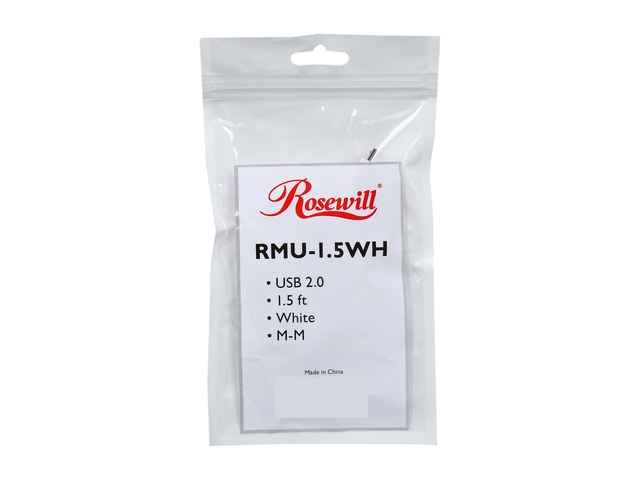 Rosewill®
RMU-1.5WH
• USB 2.0
• 1.5 ft
• White
• M-M
Made in China